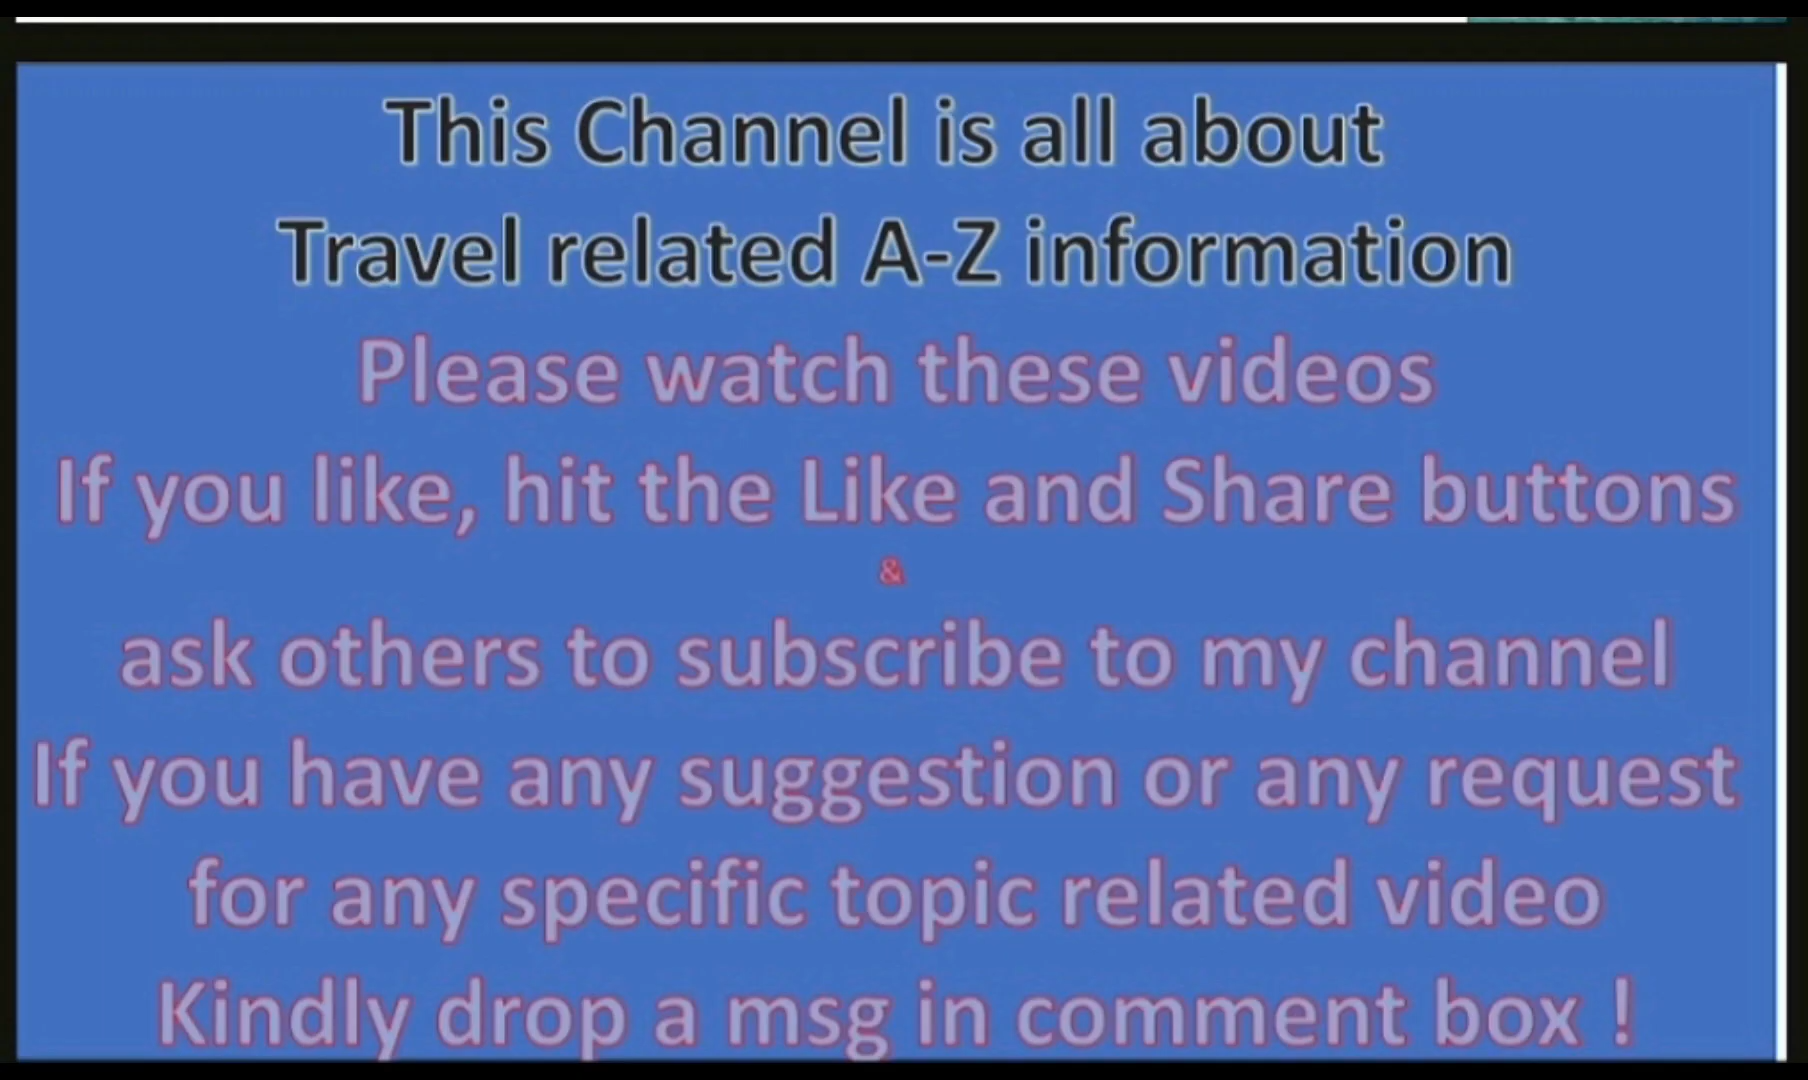 This Channel is all about
Travel related A-Z information
Please watch these videos
If you like, hit the Like and Share buttons
&
ask others to subscribe to my channel
If you have any suggestion or any request
for any specific topic related video
Kindly drop a msg in comment box !